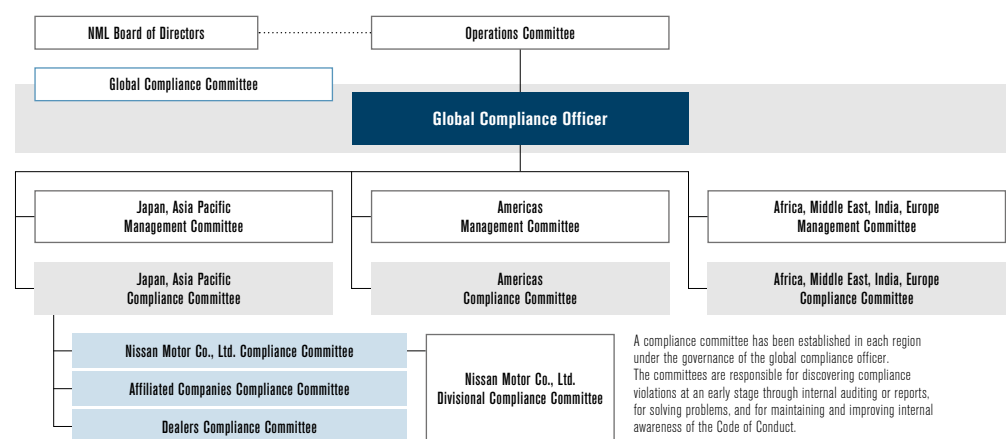 NML Board of Directors
Operations Committee
Global Compliance Committee
Global Compliance Officer
Japan, Asia Pacific
Management Committee
Americas
Management Committee
Africa, Middle East, India, Europe
Management Committee
Japan, Asia Pacific
Compliance Committee
Americas
Compliance Committee
Africa, Middle East, India, Europe
Compliance Committee
Nissan Motor Co., Ltd. Compliance Committee
Affiliated Companies Compliance Committee
Dealers Compliance Committee
Nissan Motor Co., Ltd.
Divisional Compliance Committee
A compliance committee has been established in each region
under the governance of the global compliance officer.
The committees are responsible for discovering compliance
violations at an early stage through internal auditing or reports,
for solving problems, and for maintaining and improving internal
awareness of the Code of Conduct.